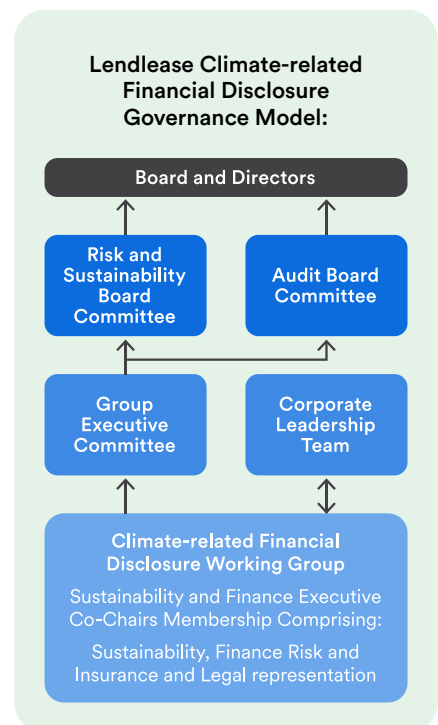 Lendlease Climate-related
Financial Disclosure
Governance Model:
Board and Directors
Risk and
Sustainability
Board
Committee
Audit Board
Committee
Group
Executive
Committee
Corporate
Leadership
Team
Climate-related Financial
Disclosure Working Group
Sustainability and Finance Executive
Co-Chairs Membership Comprising:
Sustainability, Finance Risk and
Insurance and Legal representation